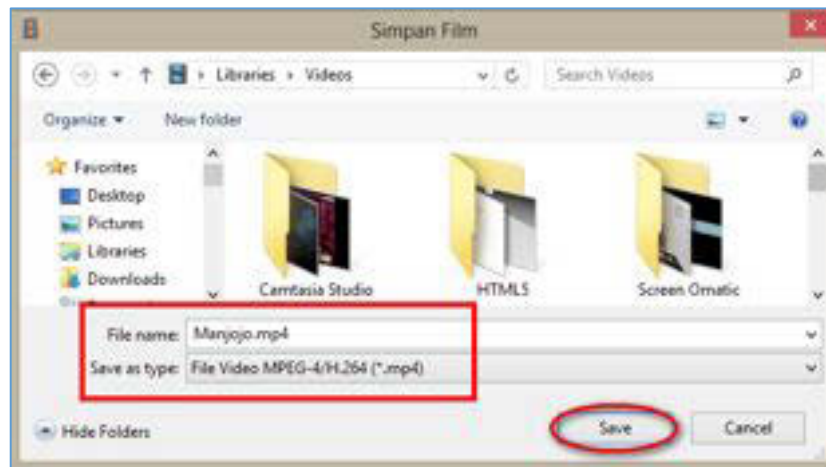 Simpan Film
Libraries Videos
Search Videos
Organize
New folder
Favorites
Desktop
Pictures
Libraries
Downloads
Camtasia Studio
HTML5
Screen Omatic
File name: Manjojo.mp4
Save as type: File Video MPEG-4/H.264 (*.mp4)
Hide Folders
Save
Cancel